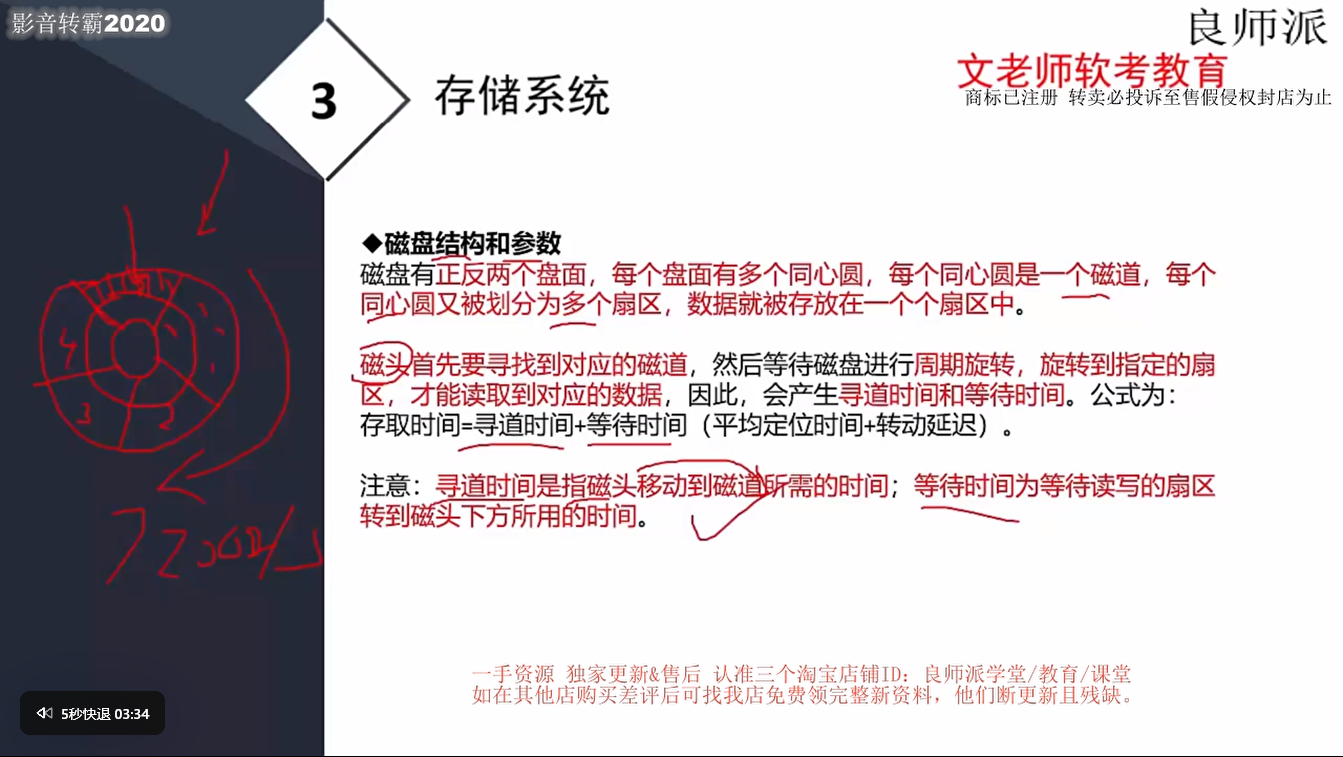 影音转霸2020
良师派
文老师软考教育
商标已注册 转卖必投诉至售假侵权封店为止
3
存储系统
◆磁盘结构和参数
磁盘有正反两个盘面，每个盘面有多个同心圆，每个同心圆是一个磁道，每个
同心圆又被划分为多个扇区，数据就被存放在一个个扇区中。
磁头首先要寻找到对应的磁道，然后等待磁盘进行周期旋转，旋转到指定的扇
区，才能读取到对应的数据，因此，会产生寻道时间和等待时间。公式为：
存取时间=寻道时间+等待时间（平均定位时间+转动延迟）。
注意：寻道时间是指磁头移动到磁道所需的时间；等待时间为等待读写的扇区
转到磁头下方所用的时间。
4
3
2
一手资源 独家更新&售后 认准三个淘宝店铺ID：良师派学堂/教育/课堂
如在其他店购买差评后可找我店免费领完整新资料，他们断更新且残缺。
5秒快退 03:34